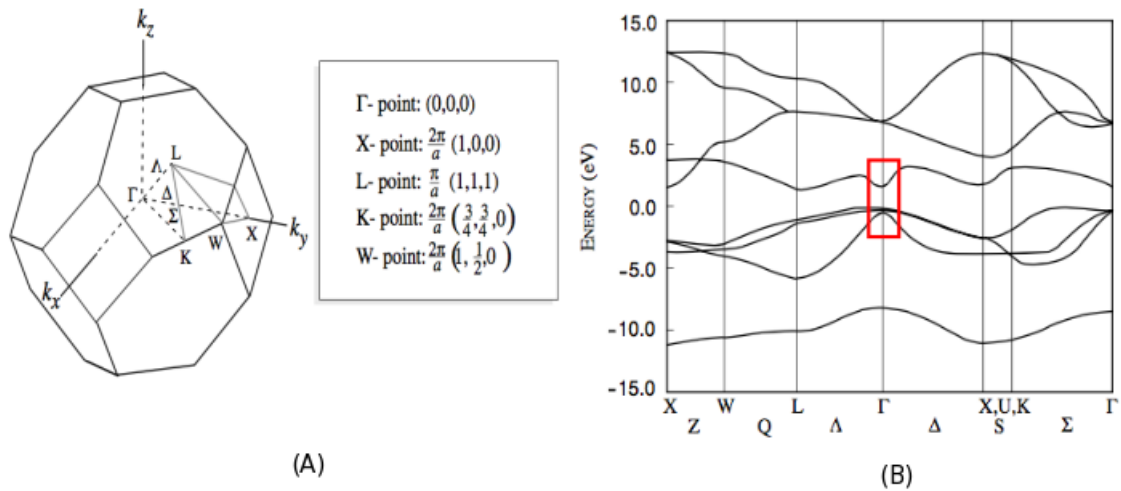 k_z
L
Λ
Γ
Δ
Σ
K
W
X
k_y
k_x
Γ- point: (0,0,0)
X- point: 2π/a (1,0,0)
L- point: π/a (1,1,1)
K- point: 2π/a (3/4,3/4,0)
W- point: 2π/a (1, 1/2,0 )
(A)
ENERGY (eV)
15.0
10.0
5.0
0.0
−5.0
−10.0
−15.0
X W L Γ X,U,K Γ
Z Q Λ Δ S Σ
(B)